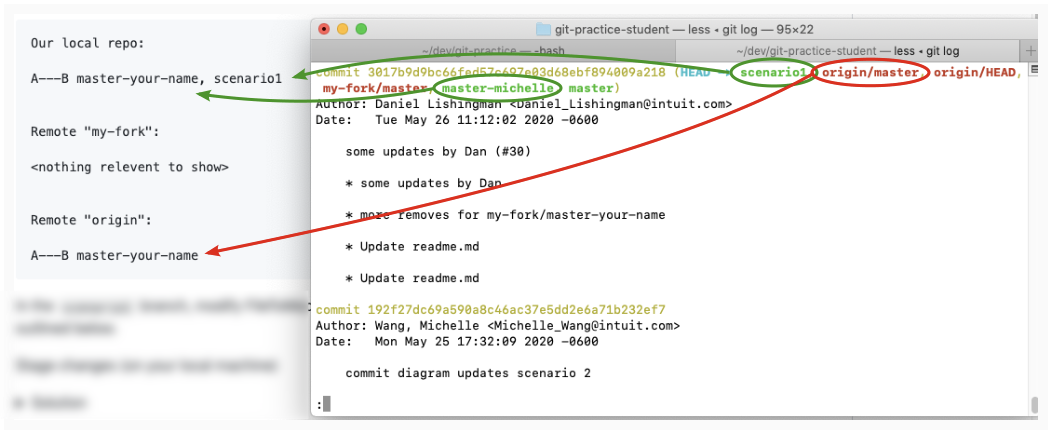 Our local repo:
A---B master-your-name, scenario1
Remote "my-fork":
<nothing relevent to show>
Remote "origin":
A---B master-your-name
git-practice-student — less ◂ git log — 95×22
~/dev/git-practice — -bash
~/dev/git-practice-student — less ◂ git log
+
commit 3017b9d9bc66fed57c697e03d68ebf894009a218 (HEAD -> scenario1, origin/master, origin/HEAD,
my-fork/master, master-michelle, master)
Author: Daniel Lishingman <Daniel_Lishingman@intuit.com>
Date:   Tue May 26 11:12:02 2020 -0600
some updates by Dan (#30)
* some updates by Dan
* more removes for my-fork/master-your-name
* Update readme.md
* Update readme.md
commit 192f27dc69a590a8c46ac37e5dd2e6a71b232ef7
Author: Wang, Michelle <Michelle_Wang@intuit.com>
Date:   Mon May 25 17:32:09 2020 -0600
commit diagram updates scenario 2
: